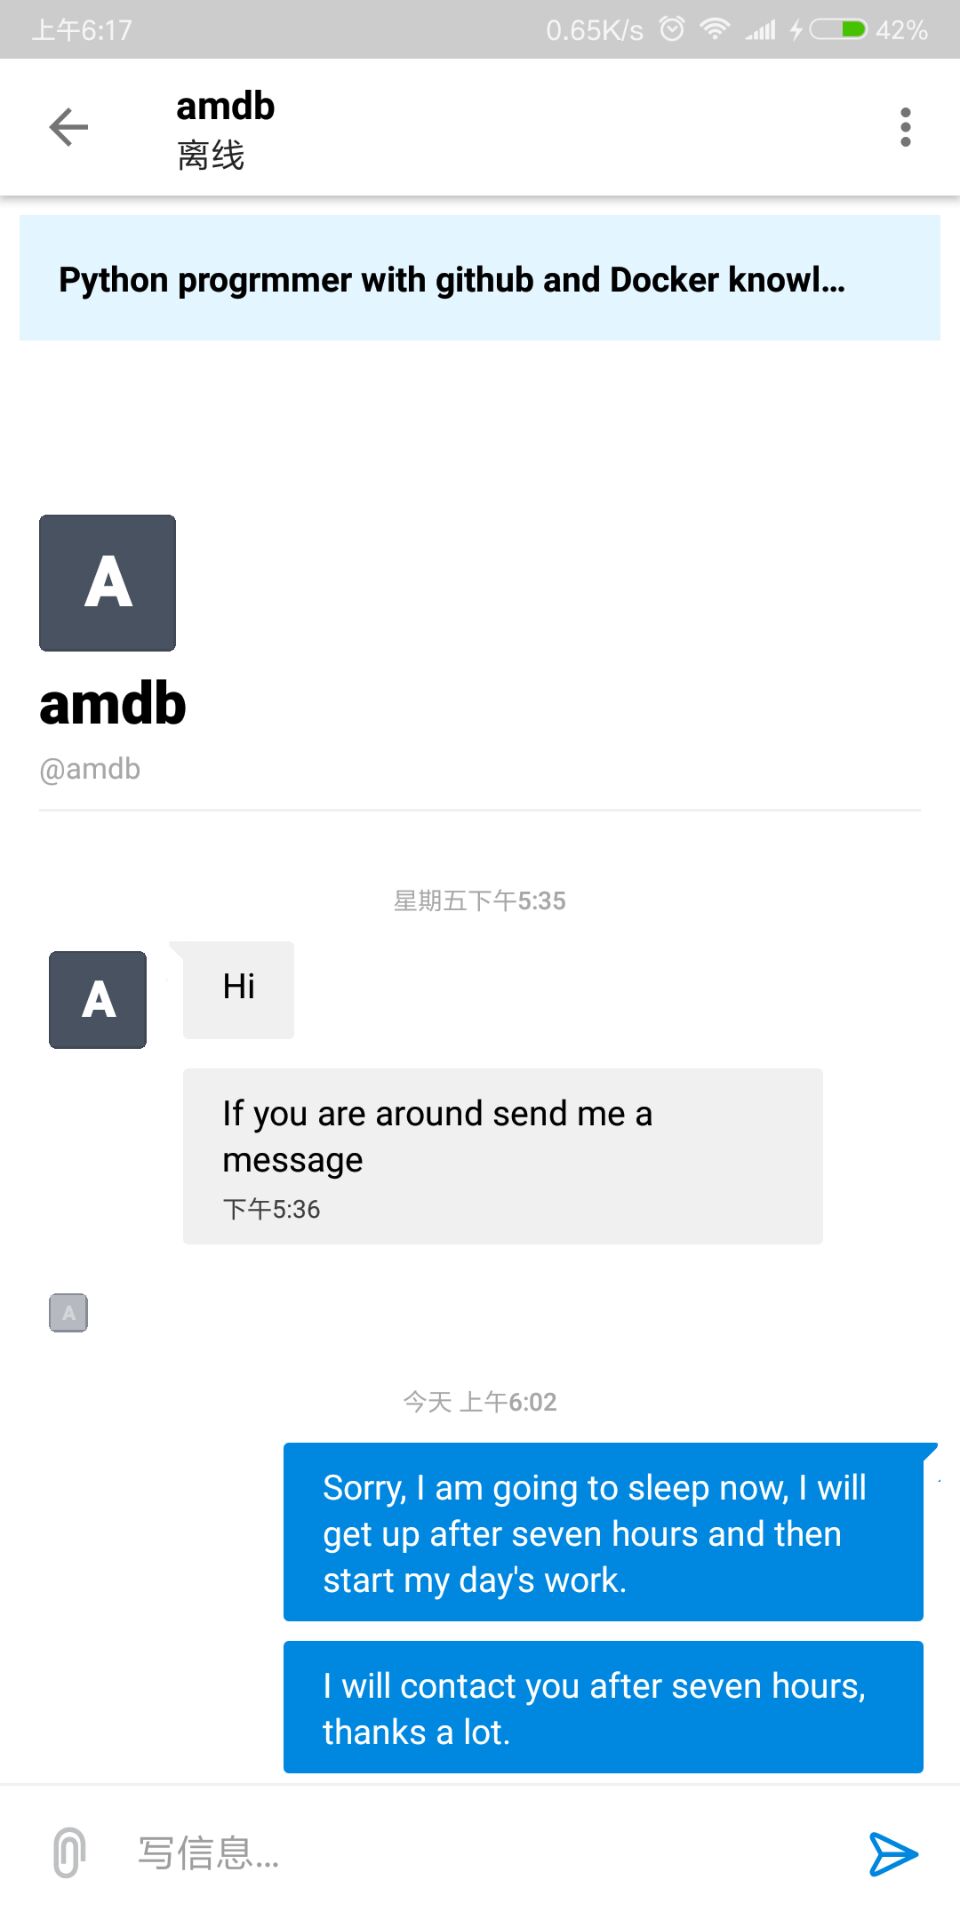 上午6:17 0.65K/s 42%
amdb
离线
Python progrmmer with github and Docker knowl...
A
amdb
@amdb
星期五下午5:35
A
Hi
If you are around send me a
message
下午5:36
A
今天 上午6:02
Sorry, I am going to sleep now, I will
get up after seven hours and then
start my day's work.
I will contact you after seven hours,
thanks a lot.
写信息...